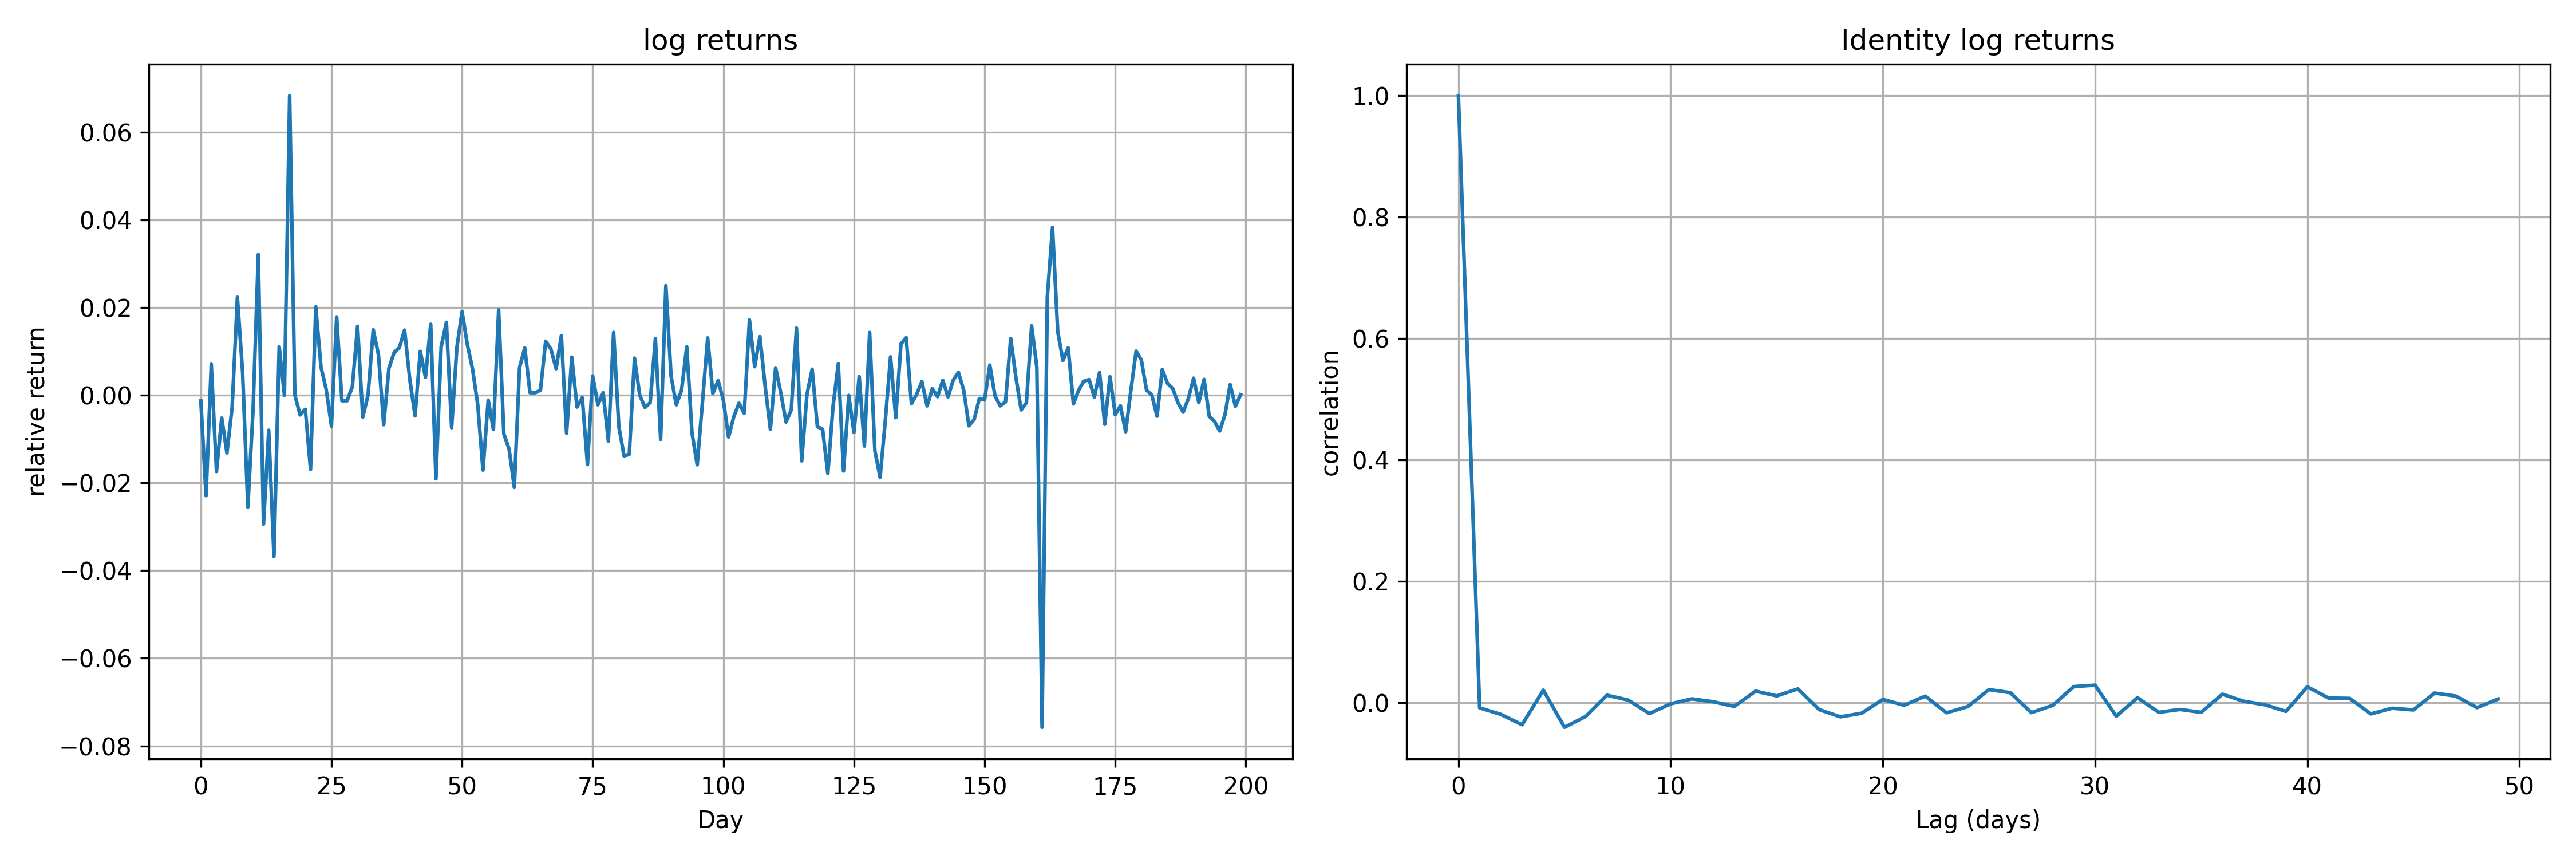 log returns
relative return
0.06
0.04
0.02
0.00
−0.02
−0.04
−0.06
−0.08
0 25 50 75 100 125 150 175 200
Day
Identity log returns
correlation
1.0
0.8
0.6
0.4
0.2
0.0
0 10 20 30 40 50
Lag (days)